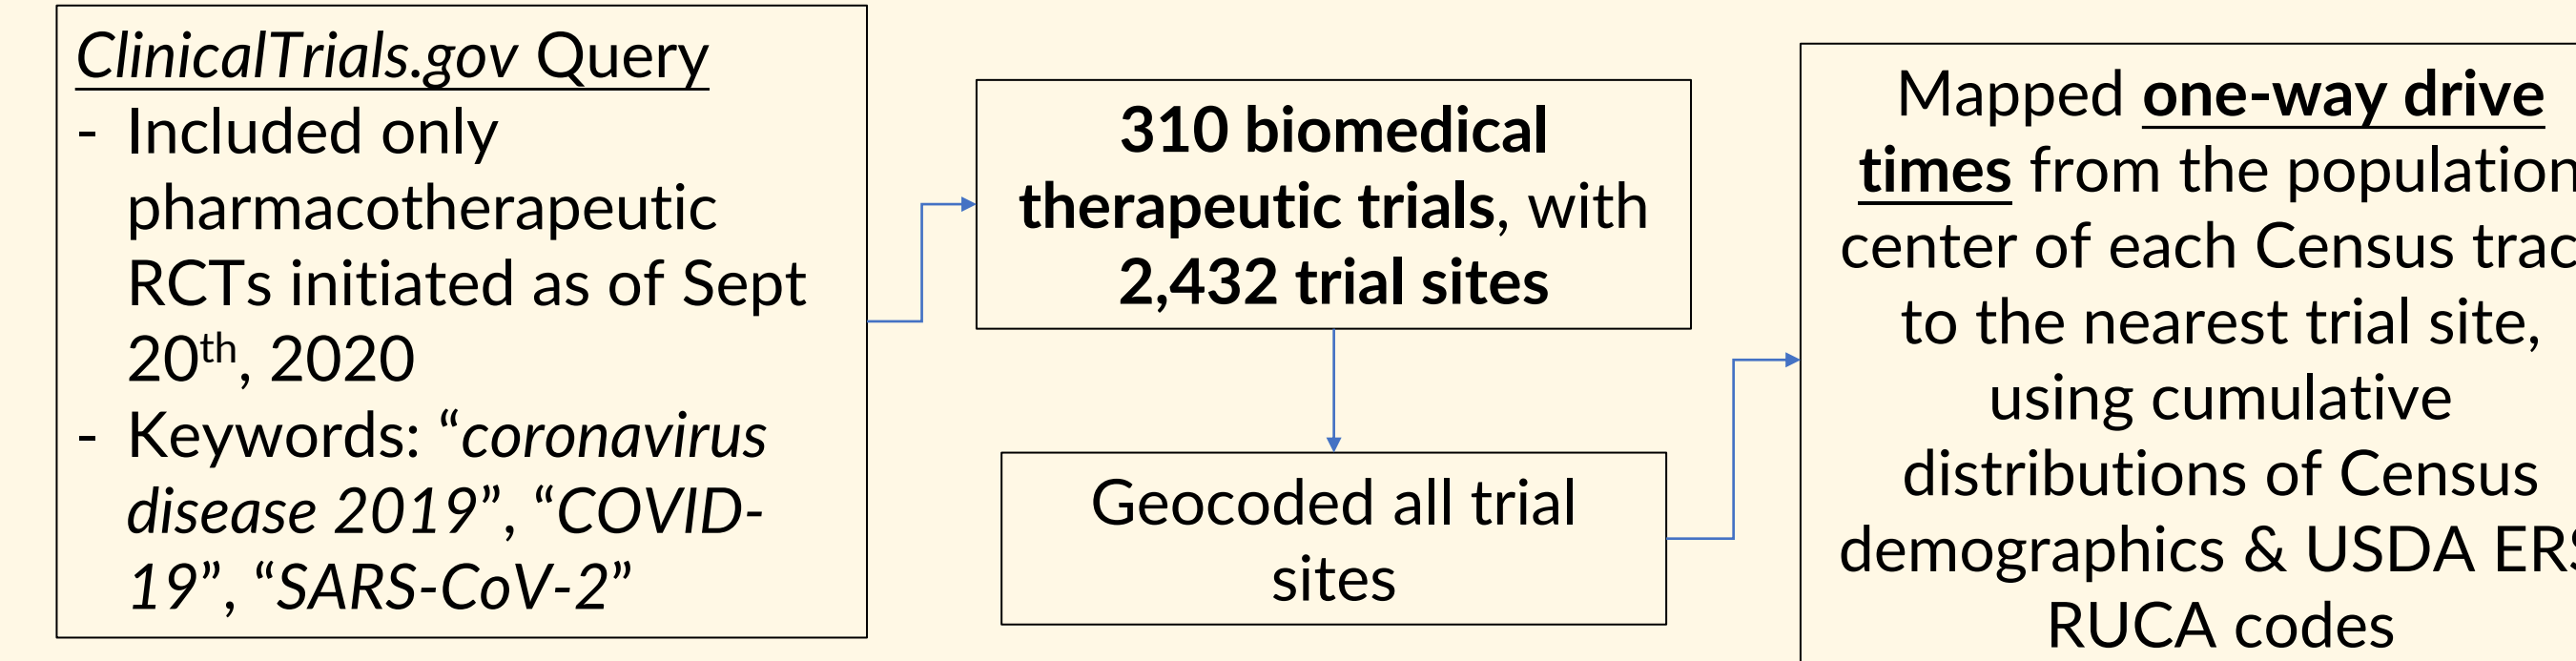 ClinicalTrials.gov Query
- Included only
pharmacotherapeutic
RCTs initiated as of Sept
20th, 2020
- Keywords: “coronavirus
disease 2019”, “COVID-
19”, “SARS-CoV-2”
310 biomedical
therapeutic trials, with
2,432 trial sites
Geocoded all trial
sites
Mapped one-way drive
times from the population
center of each Census trac
to the nearest trial site,
using cumulative
distributions of Census
demographics & USDA ERS
RUCA codes